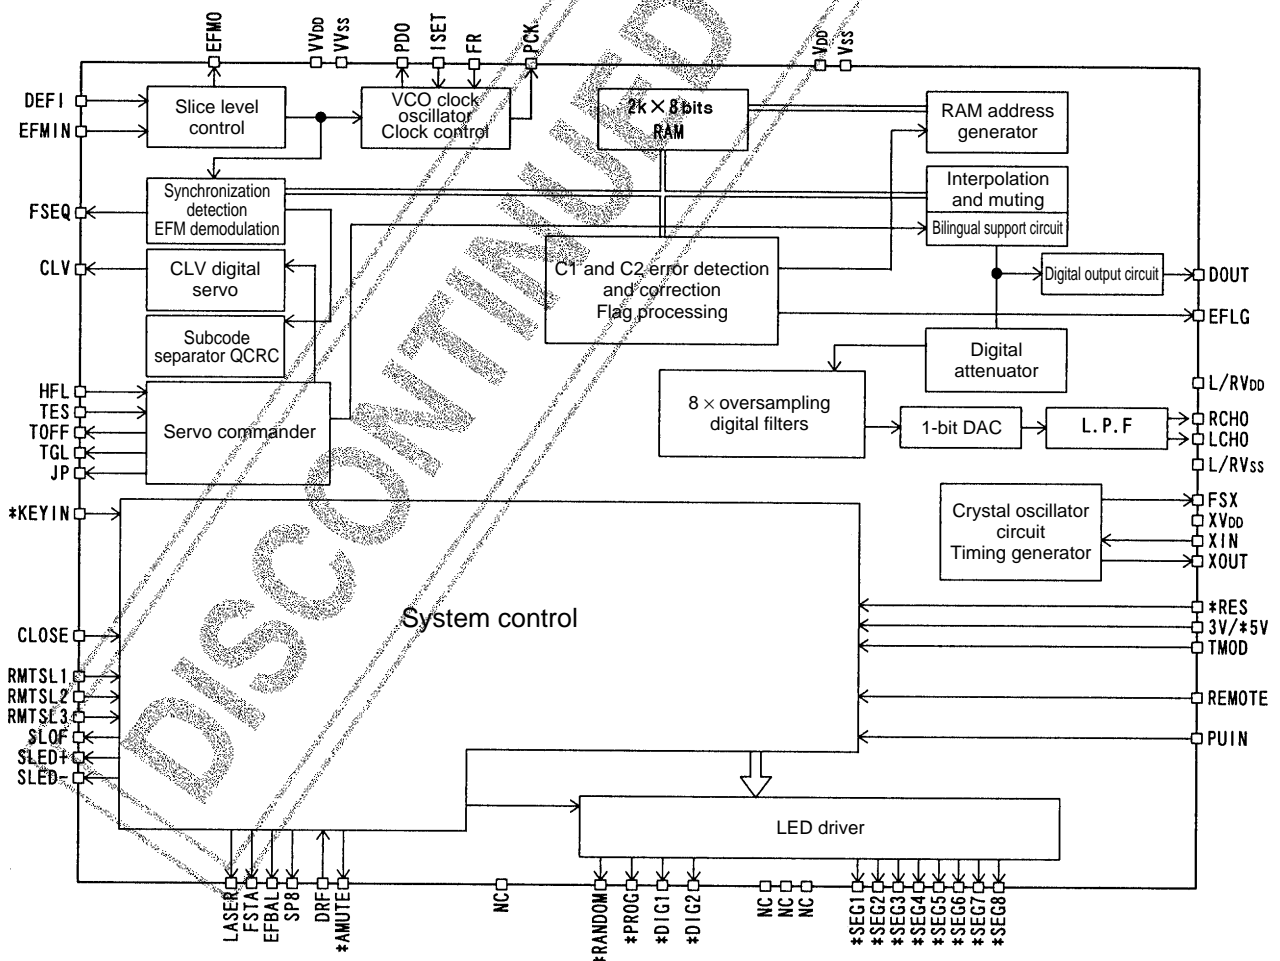 EFMO
VVDD
VVSS
PDO
ISET
FR
PCK
VDD
VSS
DEFI
EFMIN
FSEQ
CLV
HFL
TES
TOFF
TGL
JP
*KEYIN
CLOSE
RMTSL1
RMTSL2
RMTSL3
SLOF
SLED+
SLED-
Slice level
control
VCO clock
oscillator
Clock control
2k × 8 bits
RAM
RAM address
generator
Synchronization
detection
EFM demodulation
Interpolation
and muting
Bilingual support circuit
CLV digital
servo
C1 and C2 error detection
and correction
Flag processing
Digital output circuit
Subcode
separator QCRC
Digital
attenuator
Servo commander
8 × oversampling
digital filters
1-bit DAC
L.P.F
Crystal oscillator
circuit
Timing generator
System control
LED driver
DOUT
EFLG
L/RVDD
RCHO
LCHO
L/RVSS
FSX
XVDD
XIN
XOUT
*RES
3V/*5V
TMOD
REMOTE
PUIN
LASER
FSTA
EFBAL
SP8
DRF
*AMUTE
NC
*RANDOM
*PROG
*DIG1
*DIG2
NC
NC
NC
*SEG1
*SEG2
*SEG3
*SEG4
*SEG5
*SEG6
*SEG7
*SEG8
DISCONTINUED